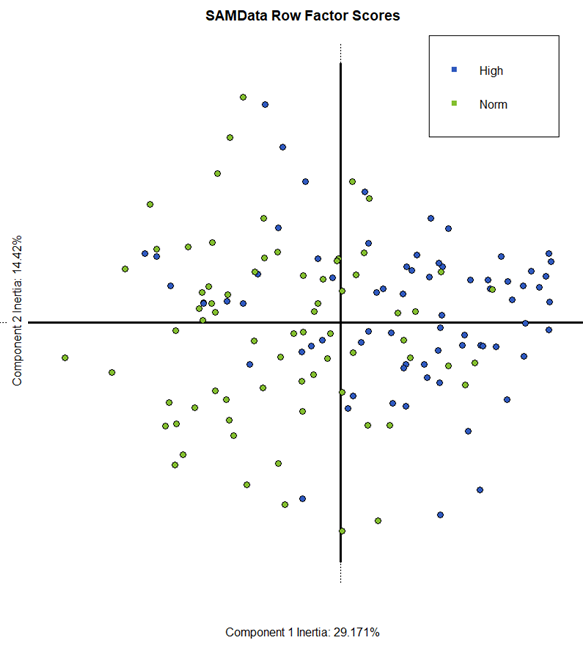 SAMData Row Factor Scores
High
Norm
Component 2 Inertia: 14.42%
Component 1 Inertia: 29.171%